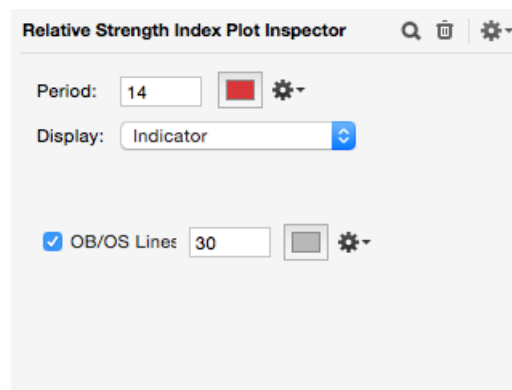 Relative Strength Index Plot Inspector
Period: 14
Display: Indicator
OB/OS Lines 30